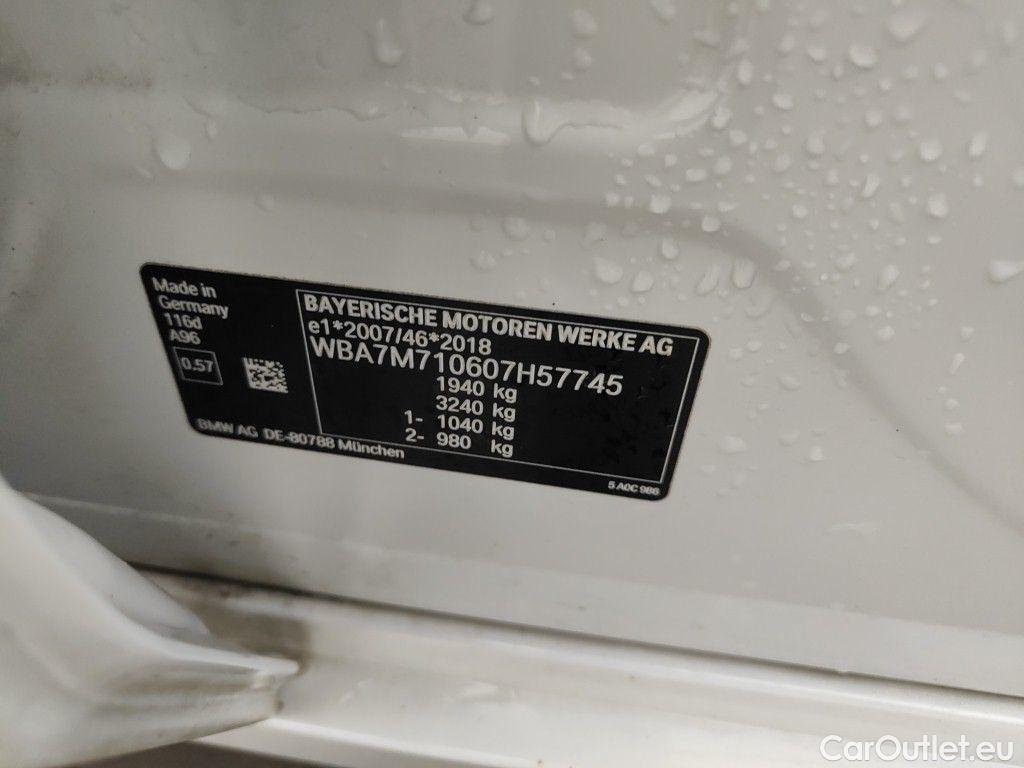 Made in
Germany
116d
A96
0.57
BAYERISCHE MOTOREN WERKE AG
e1*2007/46*2018
WBA7M710607H57745
1940 kg
3240 kg
1- 1040 kg
2- 980 kg
BMW AG DE-80788 München
5 A0C 986
CarOutlet.eu